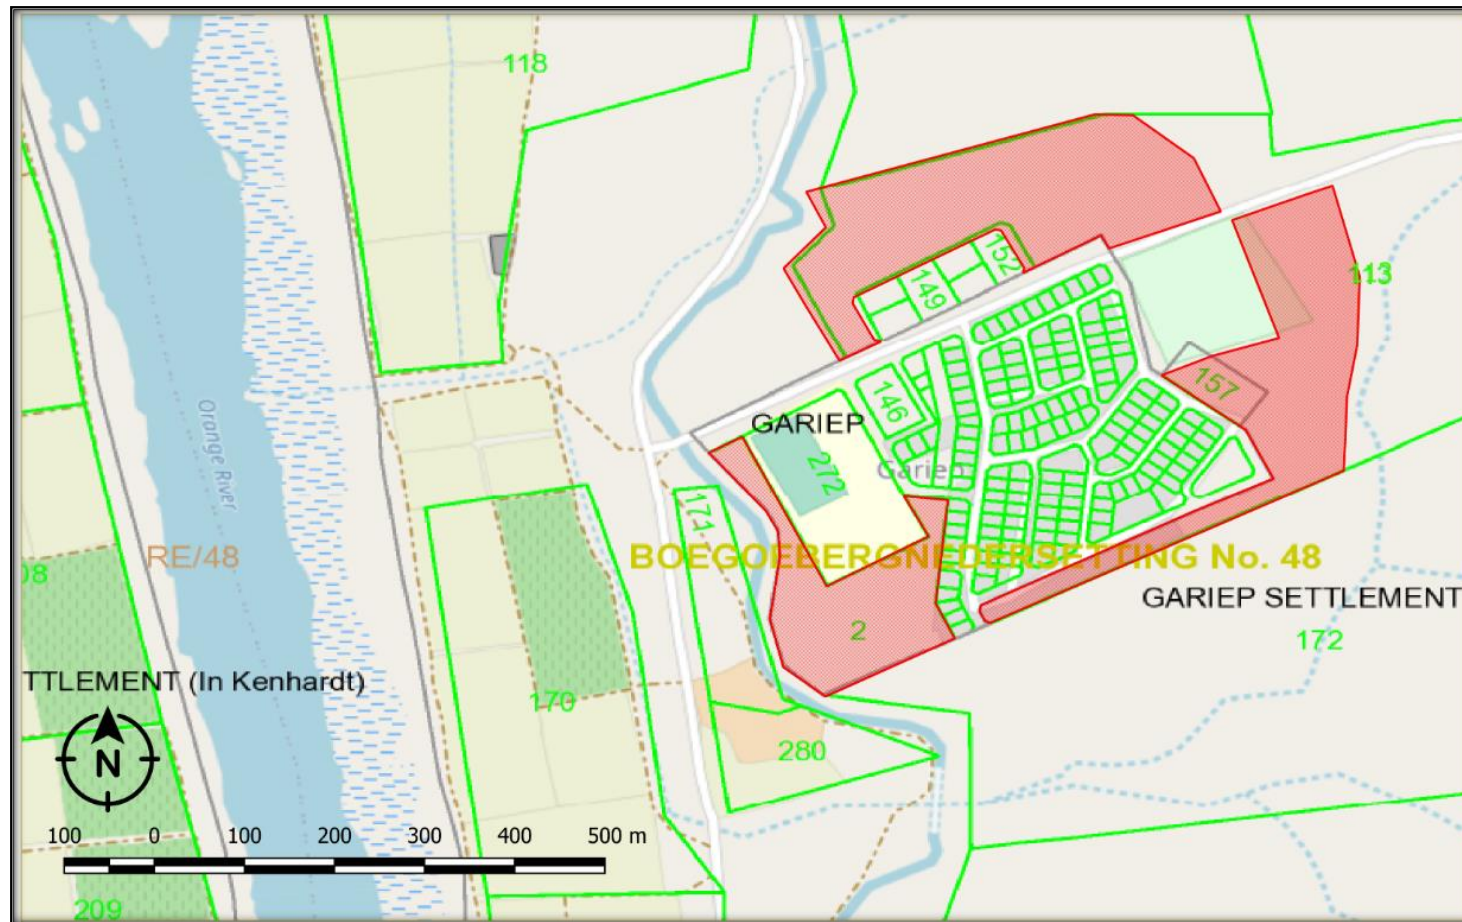 118
152
113
149
157
146
GARIEP
272
Gariep
Orange River
171
RE/48
BOEGOEBERGNEDERSETTING No. 48
08
GARIEP SETTLEMENT
2
172
TTLEMENT (In Kenhardt)
170
280
N
100 0 100 200 300 400 500 m
209